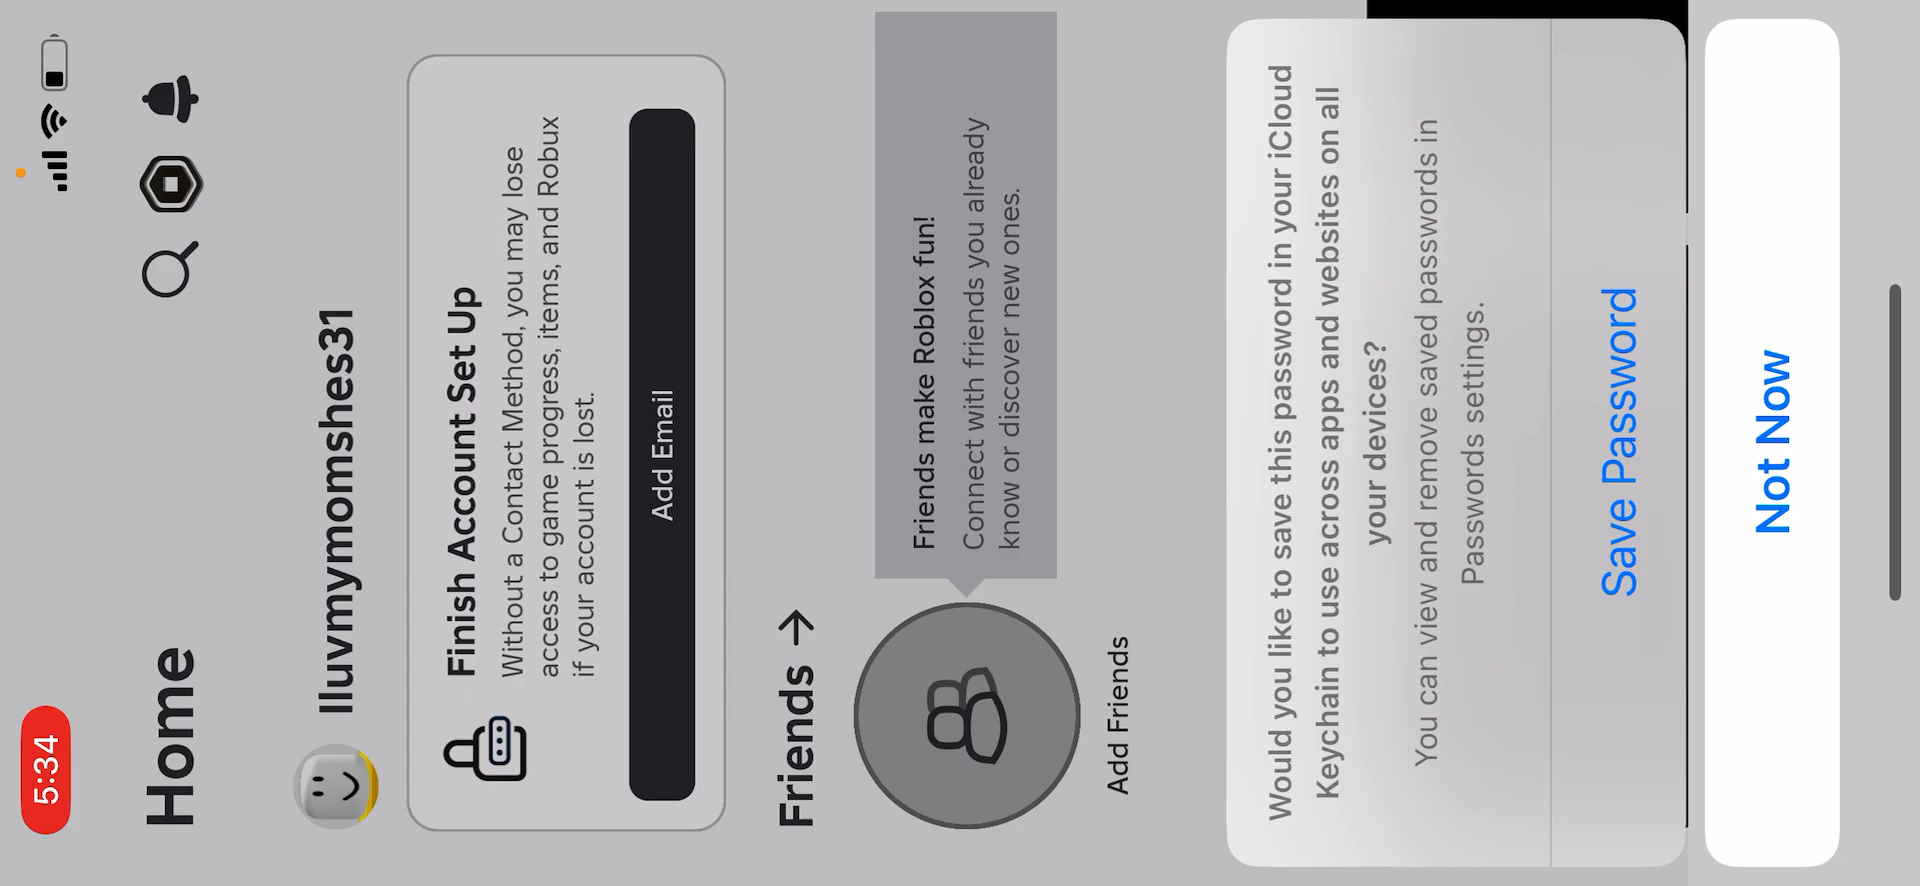 5:34
Home
lluvmymomshes31
Finish Account Set Up
Without a Contact Method, you may lose
access to game progress, items, and Robux
if your account is lost.
Add Email
Friends →
Friends make Roblox fun!
Connect with friends you already
know or discover new ones.
Add Friends
Would you like to save this password in your iCloud
Keychain to use across apps and websites on all
your devices?
You can view and remove saved passwords in
Passwords settings.
Save Password
Not Now